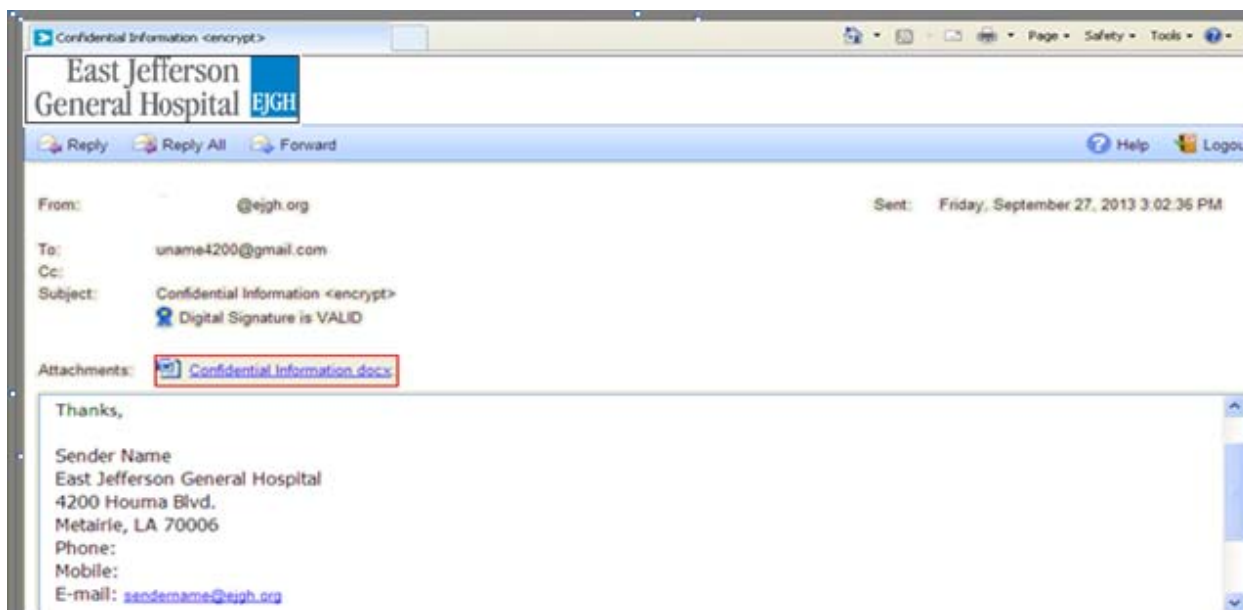 Confidential Information <encrypt>
Page Safety Tools
East Jefferson
General Hospital EJGH
Reply Reply All Forward Help Logou
From: @ejgh.org Sent: Friday, September 27, 2013 3:02:36 PM
To: uname4200@gmail.com
Cc:
Subject: Confidential Information <encrypt>
Digital Signature is VALID
Attachments: Confidential Information.docx
Thanks,
Sender Name
East Jefferson General Hospital
4200 Houma Blvd.
Metairie, LA 70006
Phone:
Mobile:
E-mail: sendername@ejgh.org